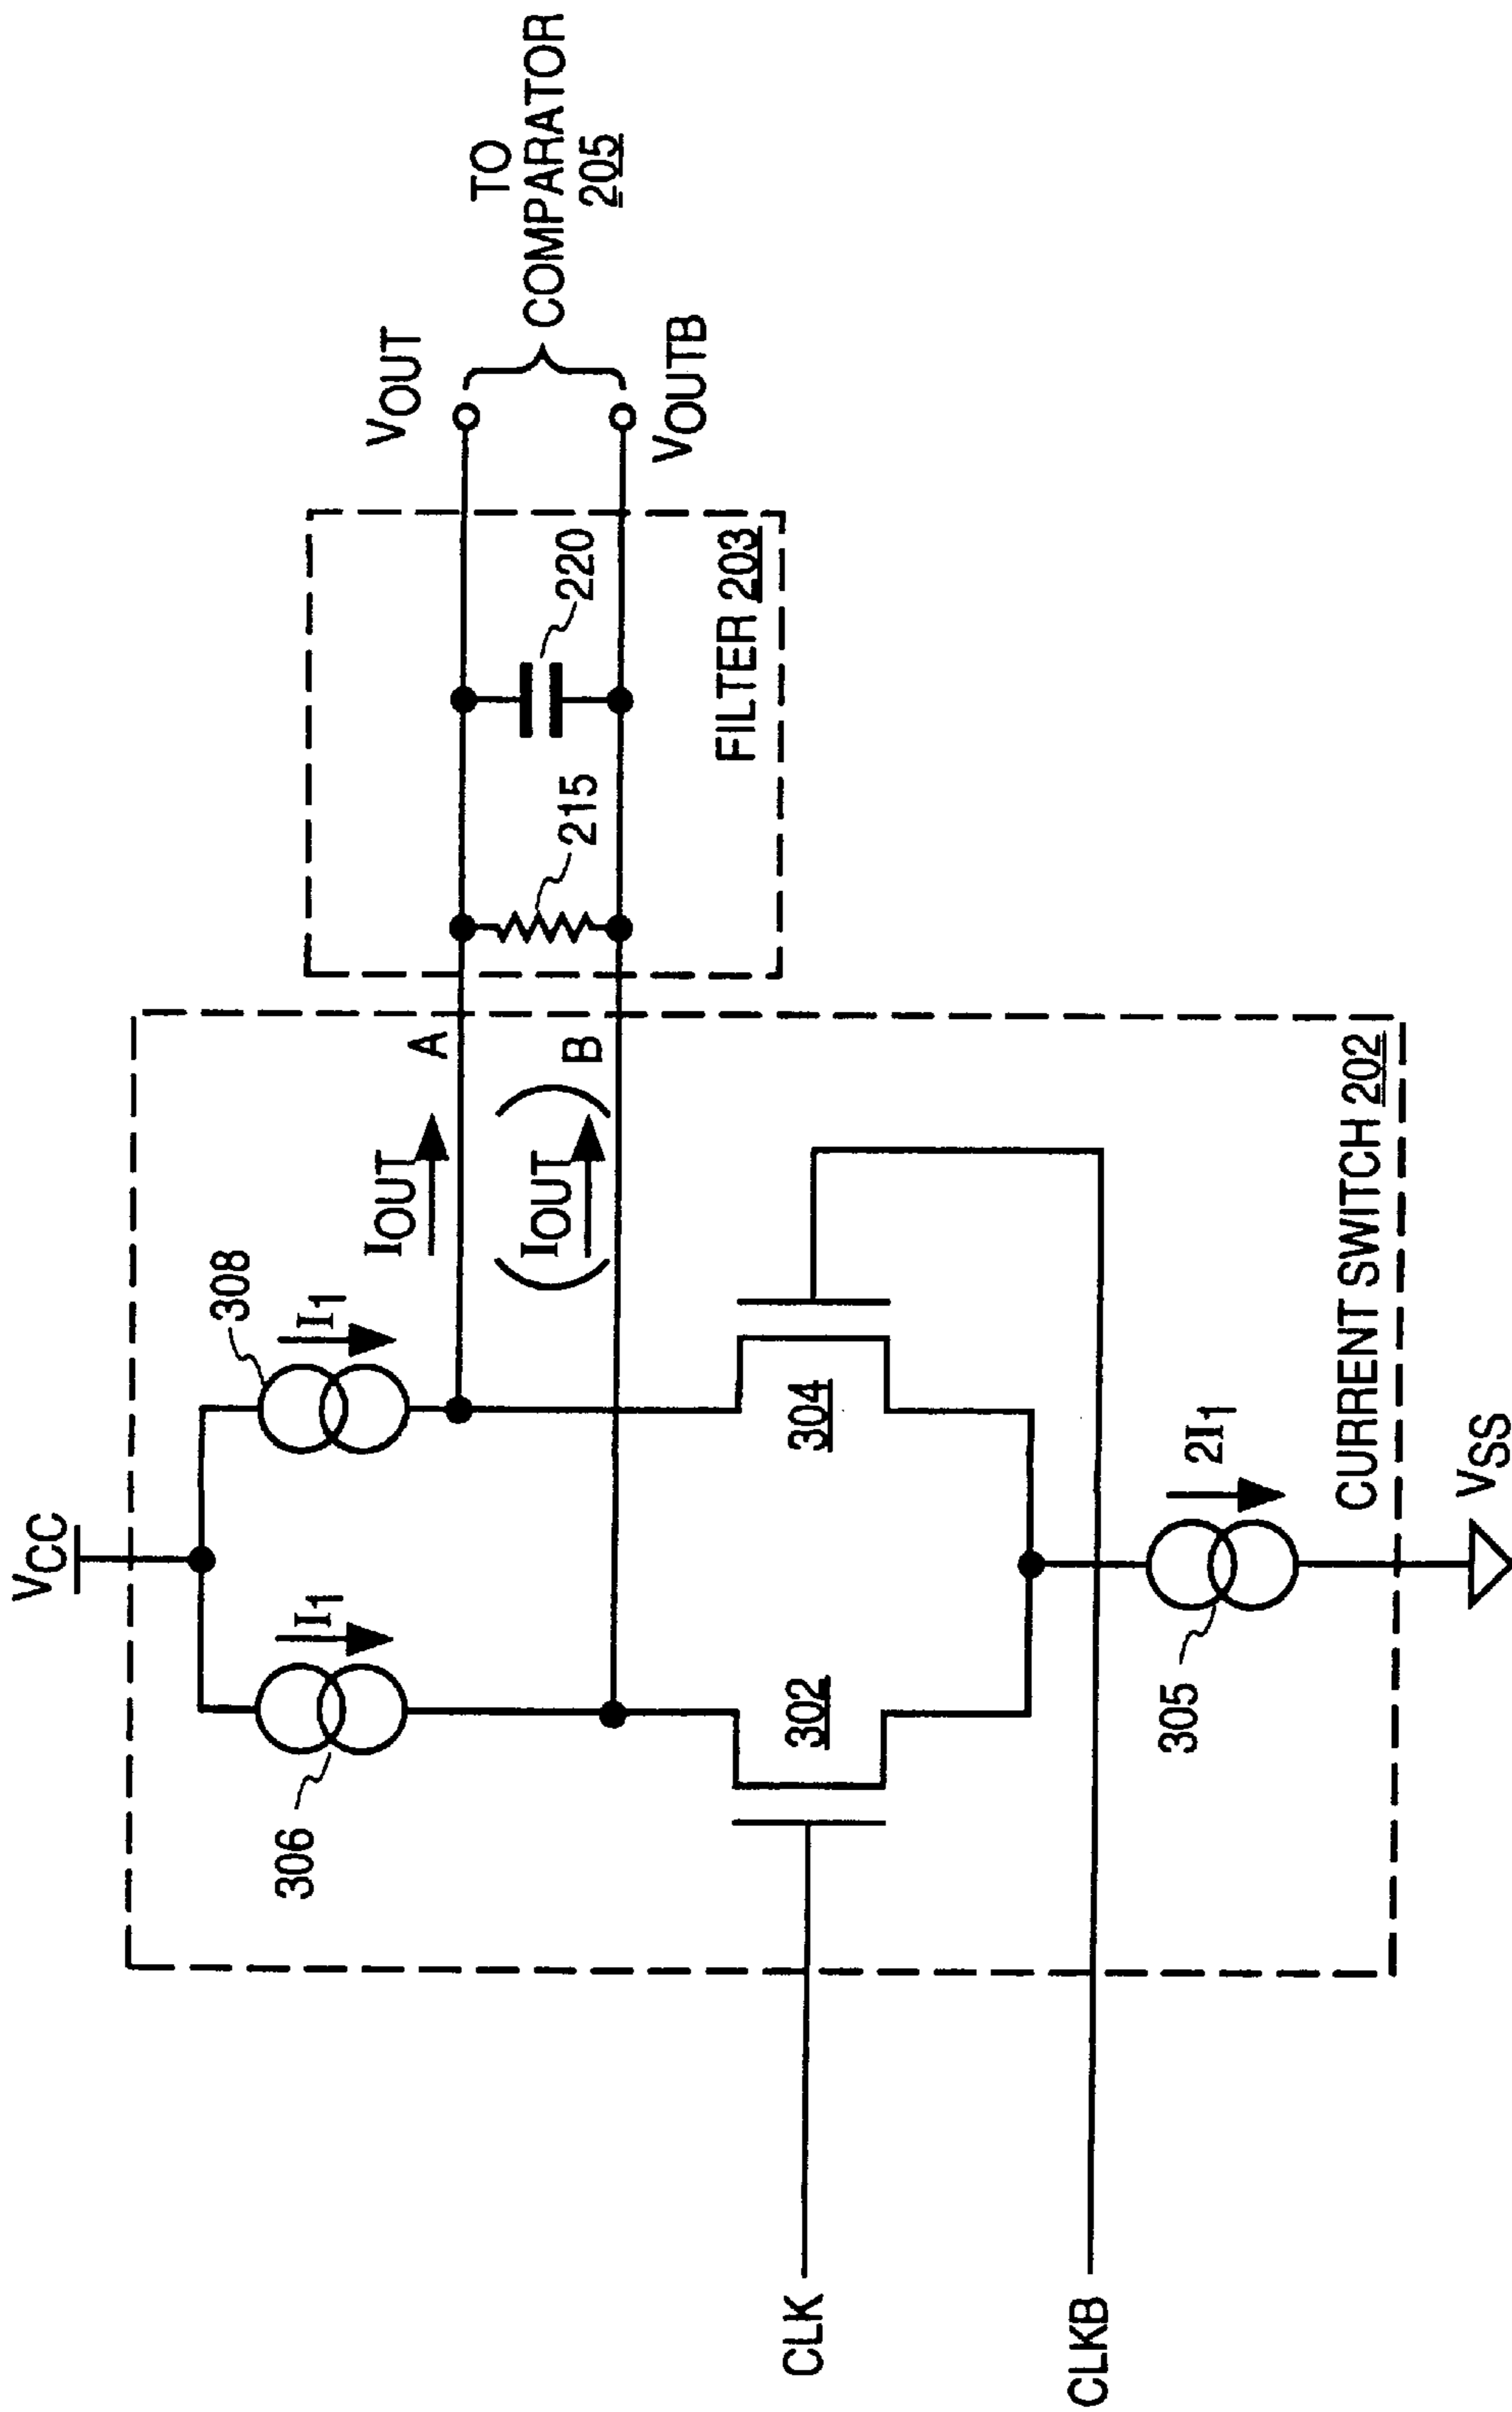 VCC
306
I1
308
I1
IOUT
A
(IOUT)
B
VOUT
TO
COMPARATOR
205
VOUTB
215
220
FILTER 203
302
304
CLK
CLKB
305
2I1
CURRENT SWITCH 202
VSS